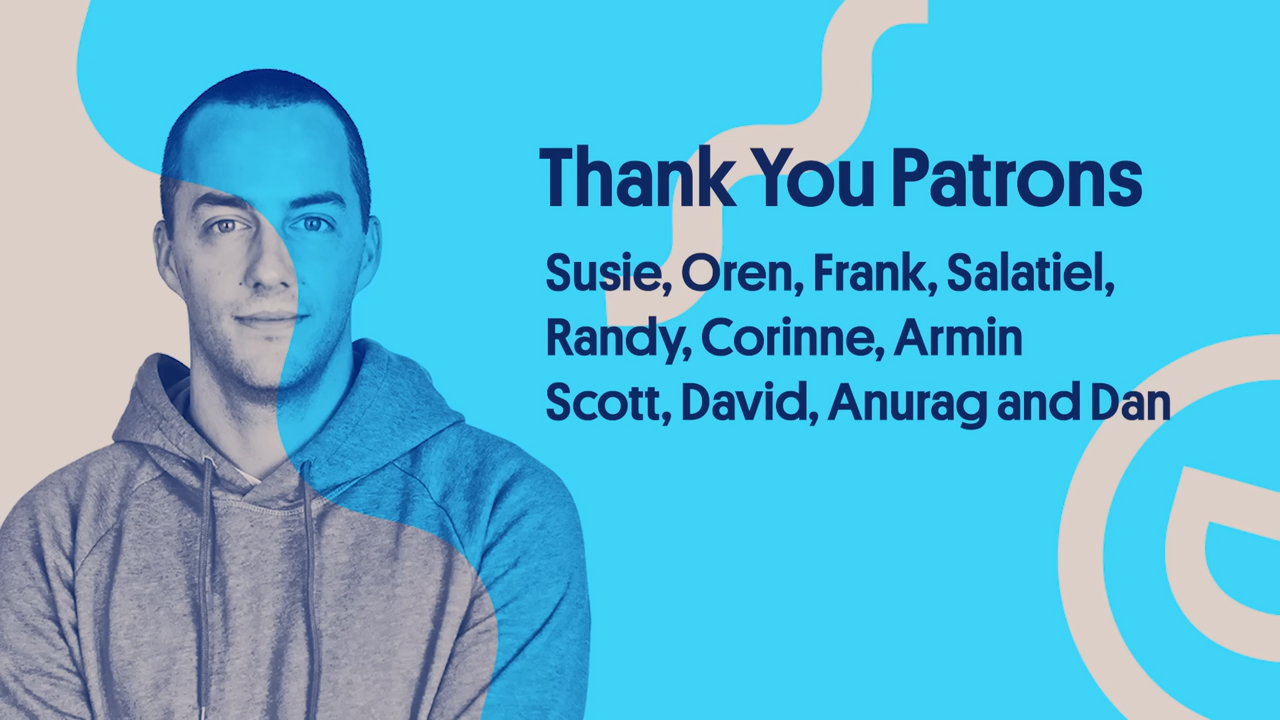 Thank You Patrons
Susie, Oren, Frank, Salatiel,
Randy, Corinne, Armin
Scott, David, Anurag and Dan